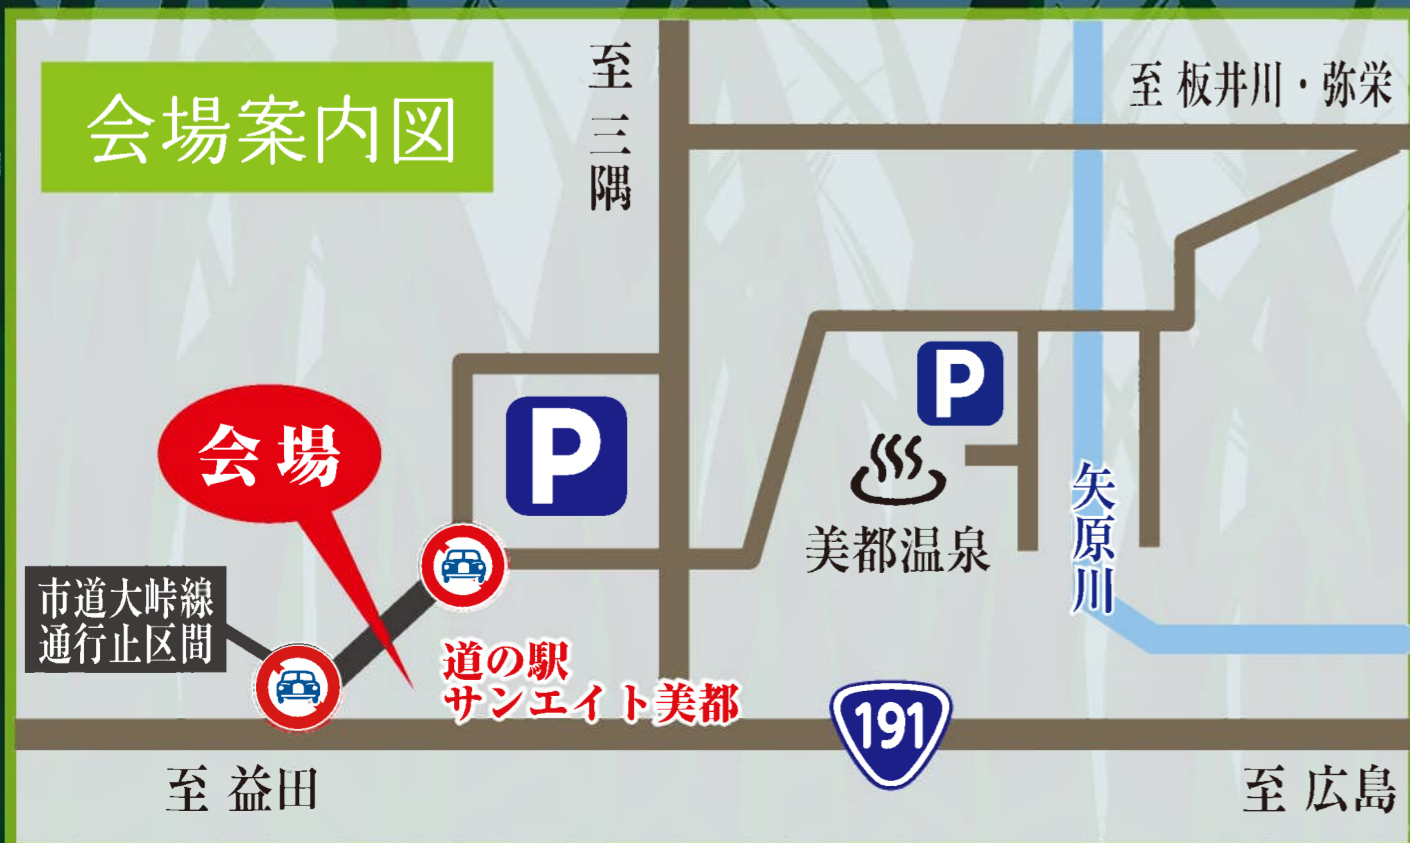 会場案内図
至 三隅
至 板井川・弥栄
P
P
会場
美都温泉
矢原川
市道大峠線
通行止区間
道の駅
サンエイト美都
191
至 益田
至 広島